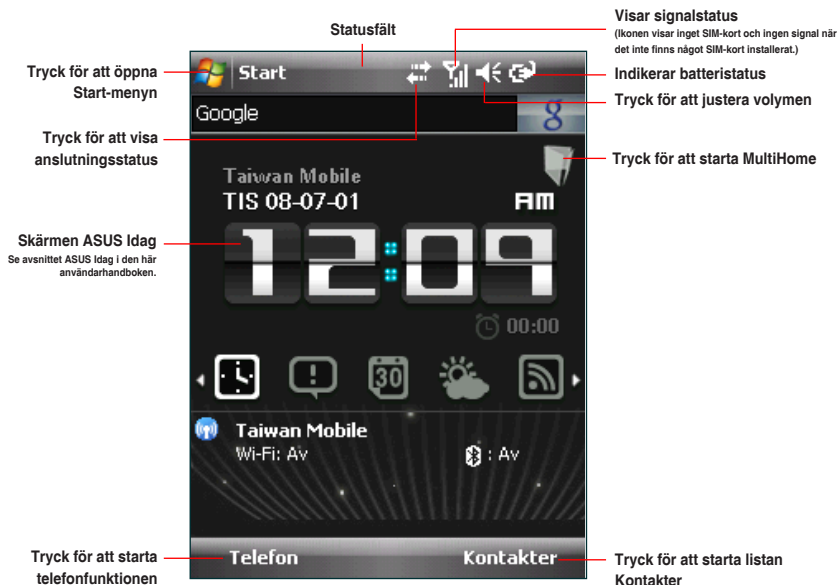 Statusfält
Visar signalstatus
(Ikonen visar inget SIM-kort och ingen signal när
det inte finns något SIM-kort installerat.)
Tryck för att öppna
Start-menyn
Start
Indikerar batteristatus
Tryck för att justera volymen
Google
g
Tryck för att visa
anslutningsstatus
Tryck för att starta MultiHome
Taiwan Mobile
TIS 08-07-01
AM
Skärmen ASUS Idag
Se avsnittet ASUS Idag i den här
användarhandboken.
12:09
00:00
30
Taiwan Mobile
Wi-Fi: Av
: Av
Tryck för att starta
telefonfunktionen
Telefon
Kontakter
Tryck för att starta listan
Kontakter